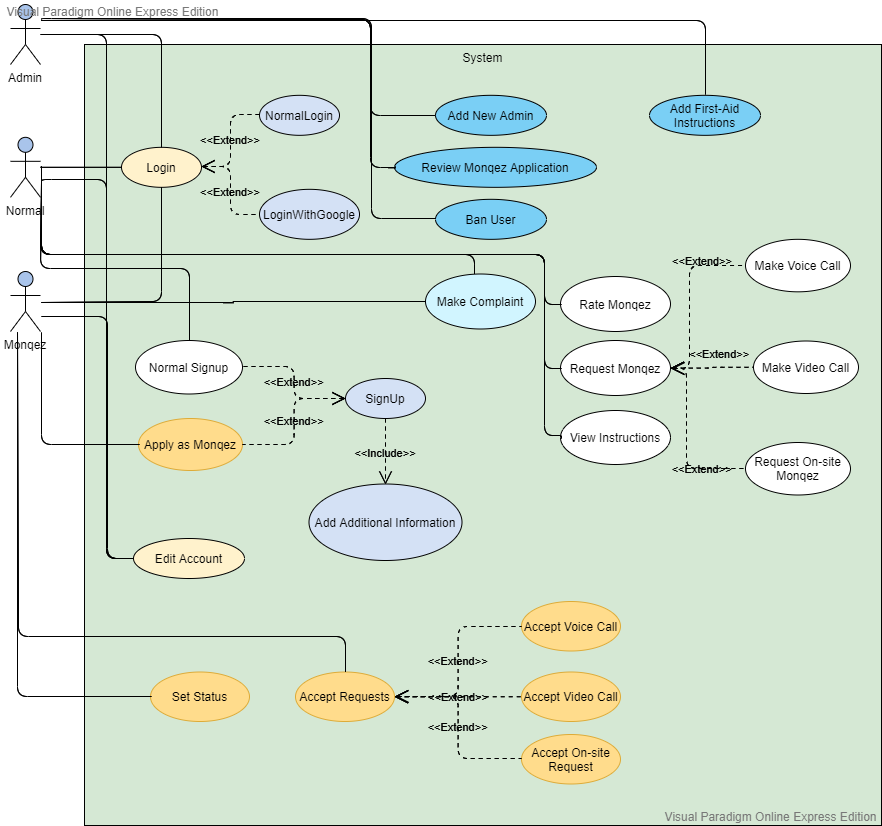 Visual Paradigm Online Express Edition
System
Admin
Add New Admin
Add First-Aid
Instructions
NormalLogin
<<Extend>>
Login
Review Monqez Application
<<Extend>>
Normal
LoginWithGoogle
Ban User
<<Extend>>
Make Voice Call
Make Complaint
Rate Monqez
Monqez
<<Extend>>
Normal Signup
Request Monqez
Make Video Call
<<Extend>>
SignUp
<<Extend>>
Apply as Monqez
View Instructions
<<Include>>
<<Extend>>
Request On-site
Monqez
Add Additional Information
Edit Account
Accept Voice Call
<<Extend>>
Set Status
Accept Requests
<<Extend>>
Accept Video Call
<<Extend>>
Accept On-site
Request
Visual Paradigm Online Express Edition